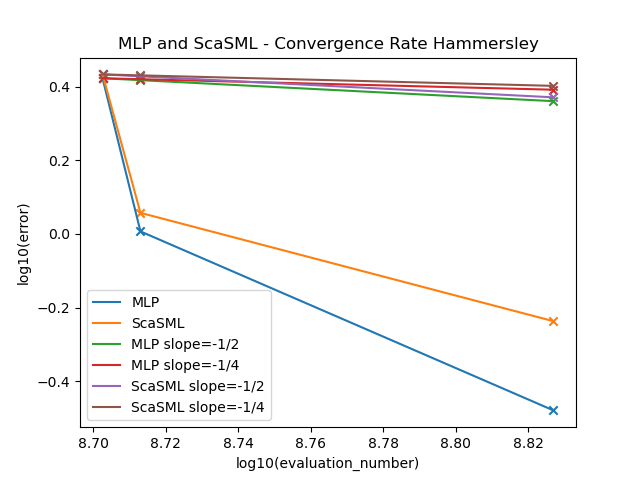 MLP and ScaSML - Convergence Rate Hammersley
log10(error)
0.4
0.2
0.0
−0.2
−0.4
MLP
ScaSML
MLP slope=-1/2
MLP slope=-1/4
ScaSML slope=-1/2
ScaSML slope=-1/4
8.70 8.72 8.74 8.76 8.78 8.80 8.82
log10(evaluation_number)